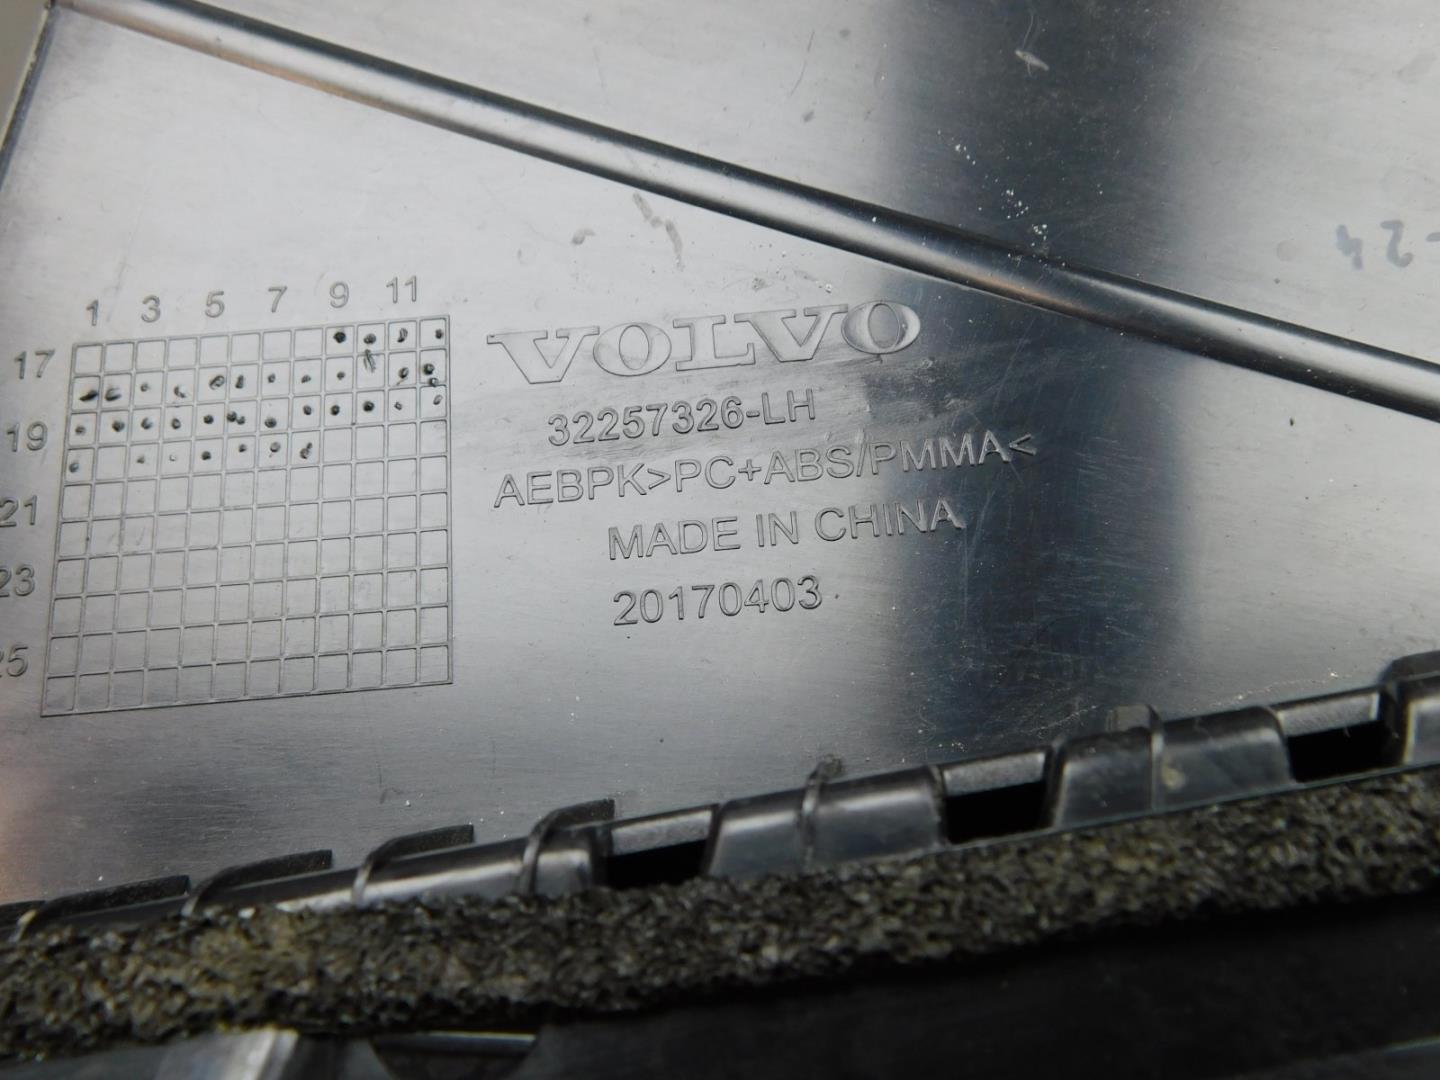 1 3 5 7 9 11
17
19
21
23
25
VOLVO
32257326-LH
AEBPK>PC+ABS/PMMA<
MADE IN CHINA
20170403
-24